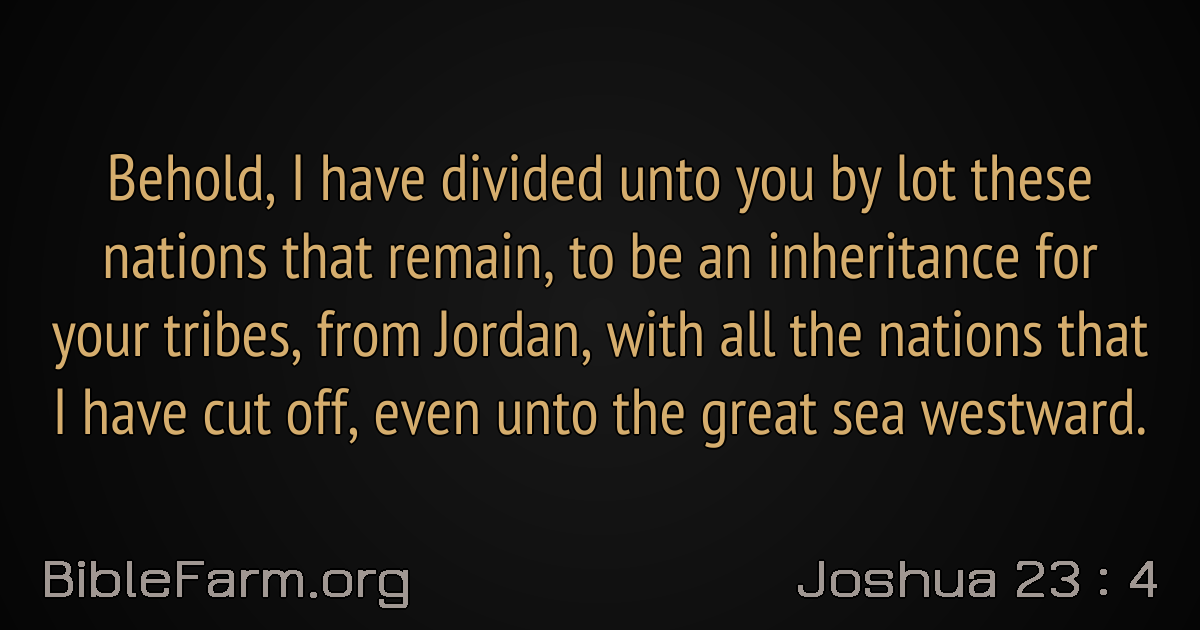 Behold, I have divided unto you by lot these
nations that remain, to be an inheritance for
your tribes, from Jordan, with all the nations that
I have cut off, even unto the great sea westward.
BibleFarm.org
Joshua 23 : 4